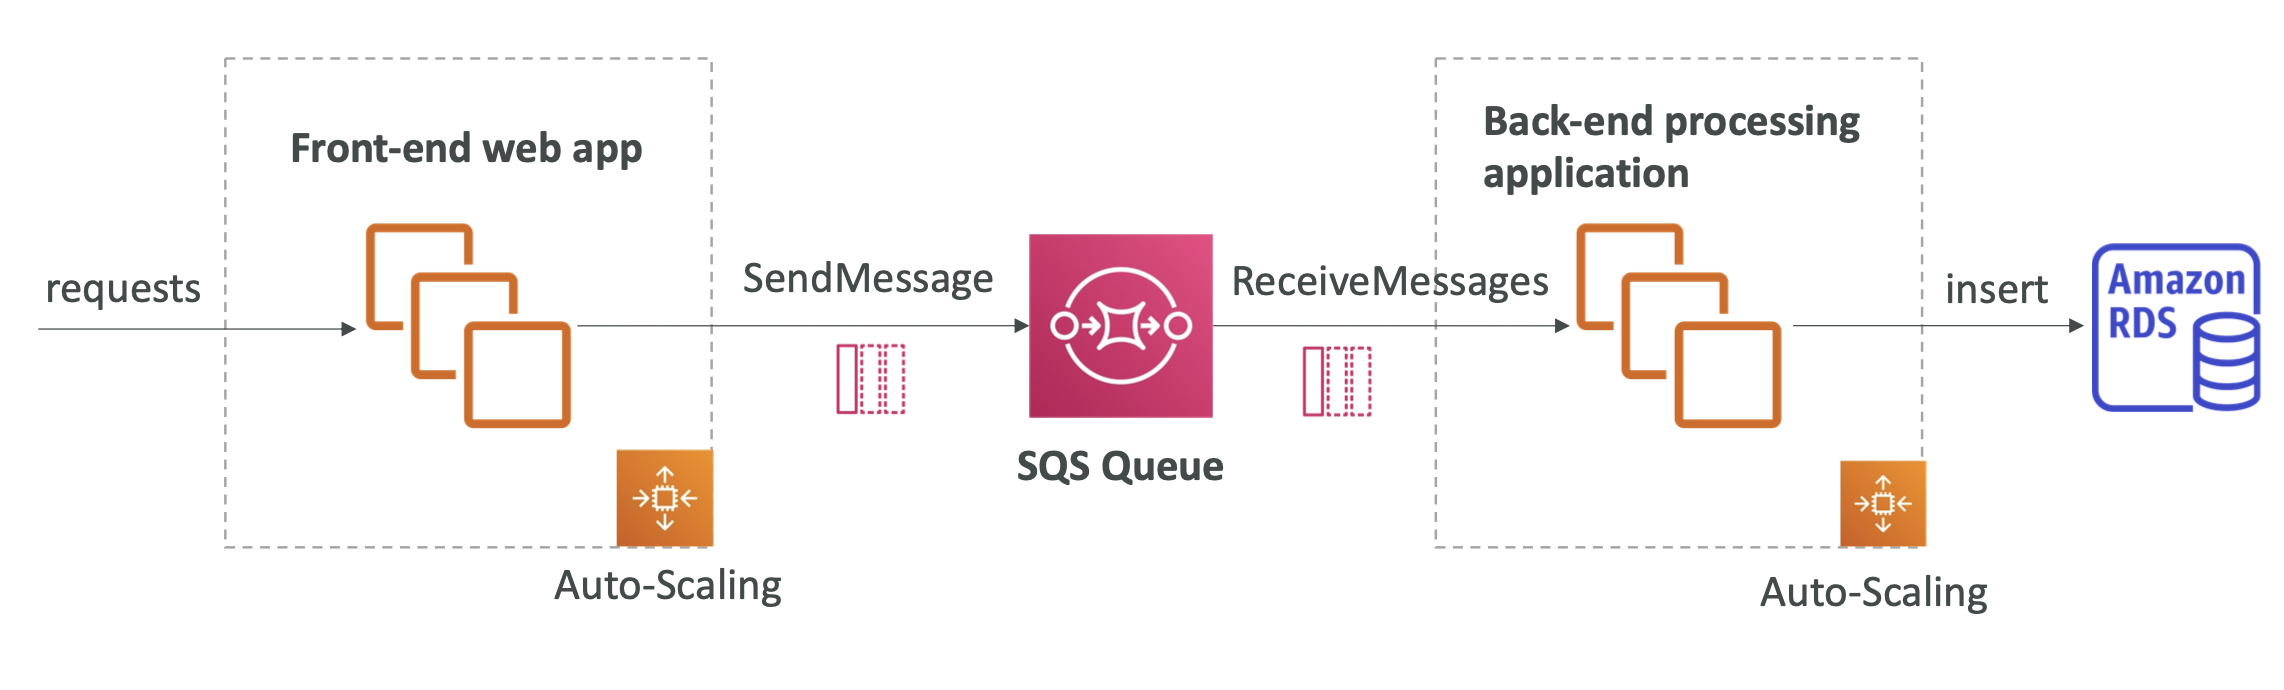 Front-end web app
requests
Auto-Scaling
SendMessage
SQS Queue
ReceiveMessages
Back-end processing
application
Auto-Scaling
insert
Amazon
RDS